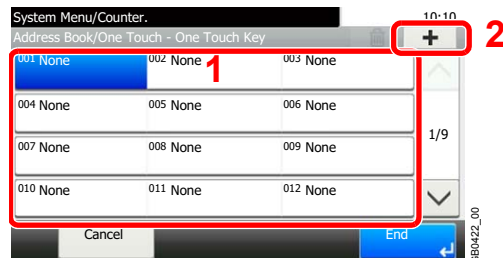 System Menu/Counter.
10:10
Address Book/One Touch - One Touch Key
+
2
001 None
002 None
003 None
1
004 None
005 None
006 None
1/9
007 None
008 None
009 None
010 None
011 None
012 None
Cancel
End